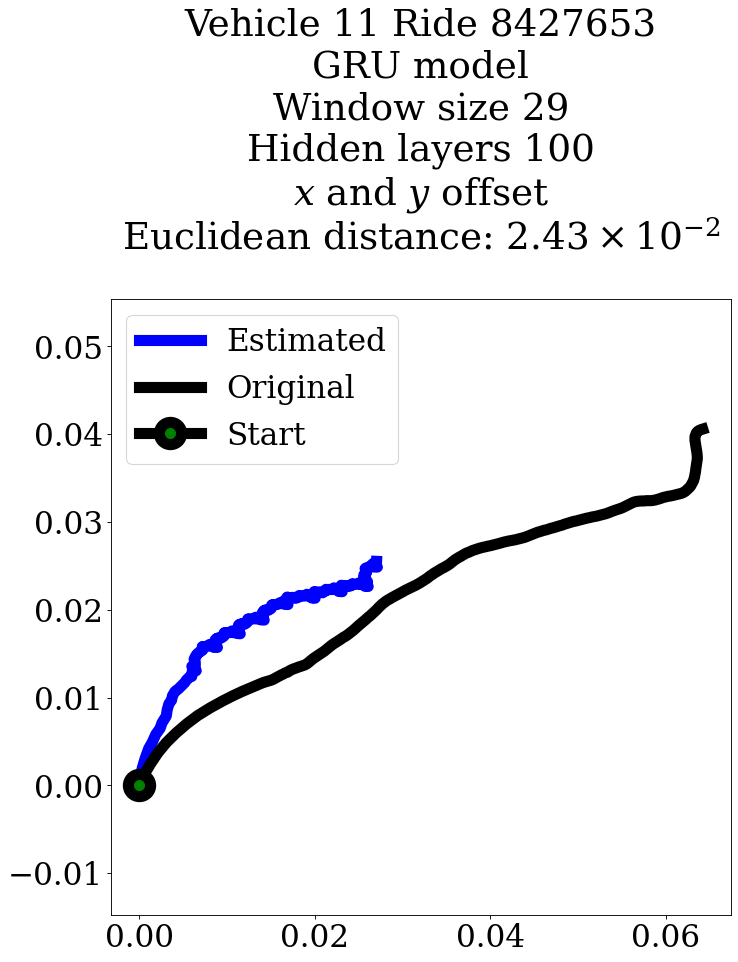 Vehicle 11 Ride 8427653
GRU model
Window size 29
Hidden layers 100
x and y offset
Euclidean distance: 2.43 × 10⁻²
Estimated
Original
Start
0.05
0.04
0.03
0.02
0.01
0.00
−0.01
0.00 0.02 0.04 0.06